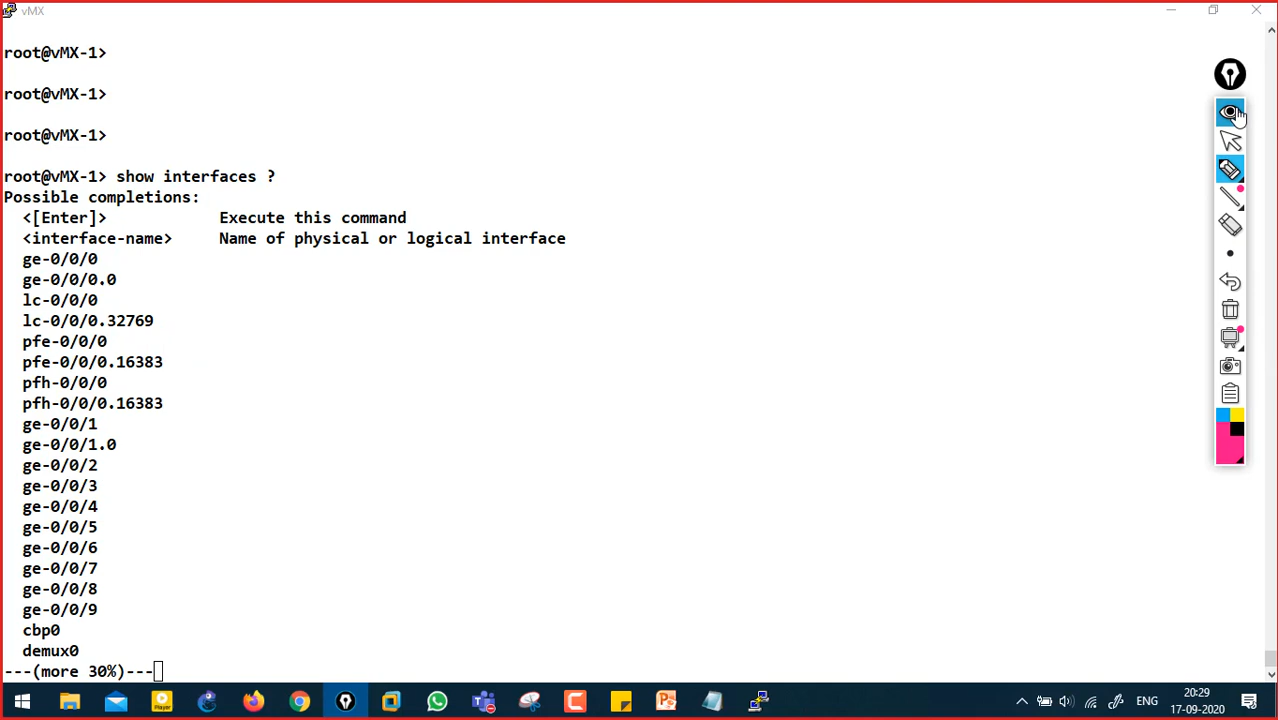 vMX
root@vMX-1>
root@vMX-1>
root@vMX-1>
root@vMX-1> show interfaces ?
Possible completions:
<[Enter]> Execute this command
<interface-name> Name of physical or logical interface
ge-0/0/0
ge-0/0/0.0
lc-0/0/0
lc-0/0/0.32769
pfe-0/0/0
pfe-0/0/0.16383
pfh-0/0/0
pfh-0/0/0.16383
ge-0/0/1
ge-0/0/1.0
ge-0/0/2
ge-0/0/3
ge-0/0/4
ge-0/0/5
ge-0/0/6
ge-0/0/7
ge-0/0/8
ge-0/0/9
cbp0
demux0
---(more 30%)---
Player
ENG
20:29
17-09-2020